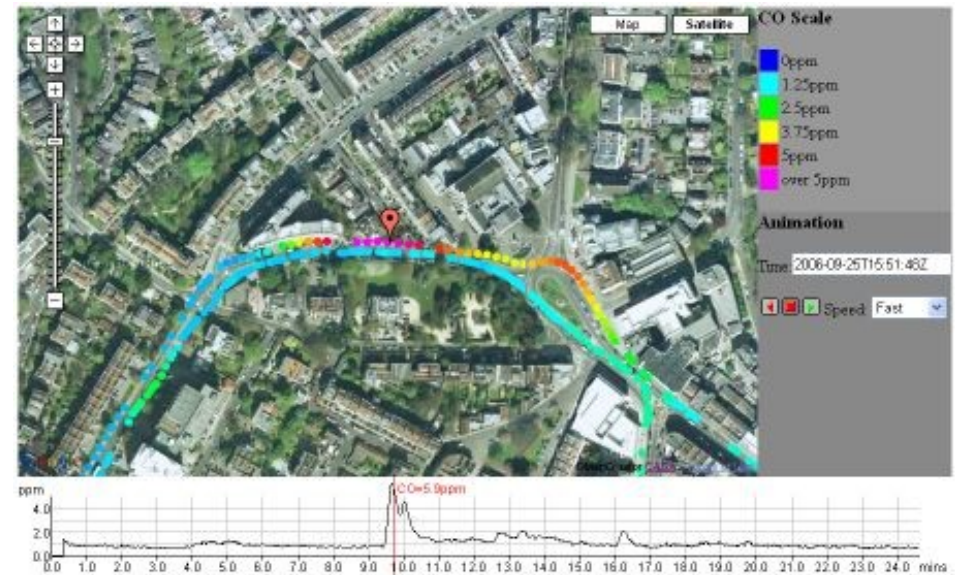 Map
Satellite
CO Scale
0ppm
1.25ppm
2.5ppm
3.75ppm
5ppm
over 5ppm
Animation
Time: 2006-09-25T15:51:46Z
Speed: Fast
ppm
CO=5.9ppm
4.0
2.0
0.0
0.0 1.0 2.0 3.0 4.0 5.0 6.0 7.0 8.0 9.0 10.0 11.0 12.0 13.0 14.0 15.0 16.0 17.0 18.0 19.0 20.0 21.0 22.0 23.0 24.0 mins